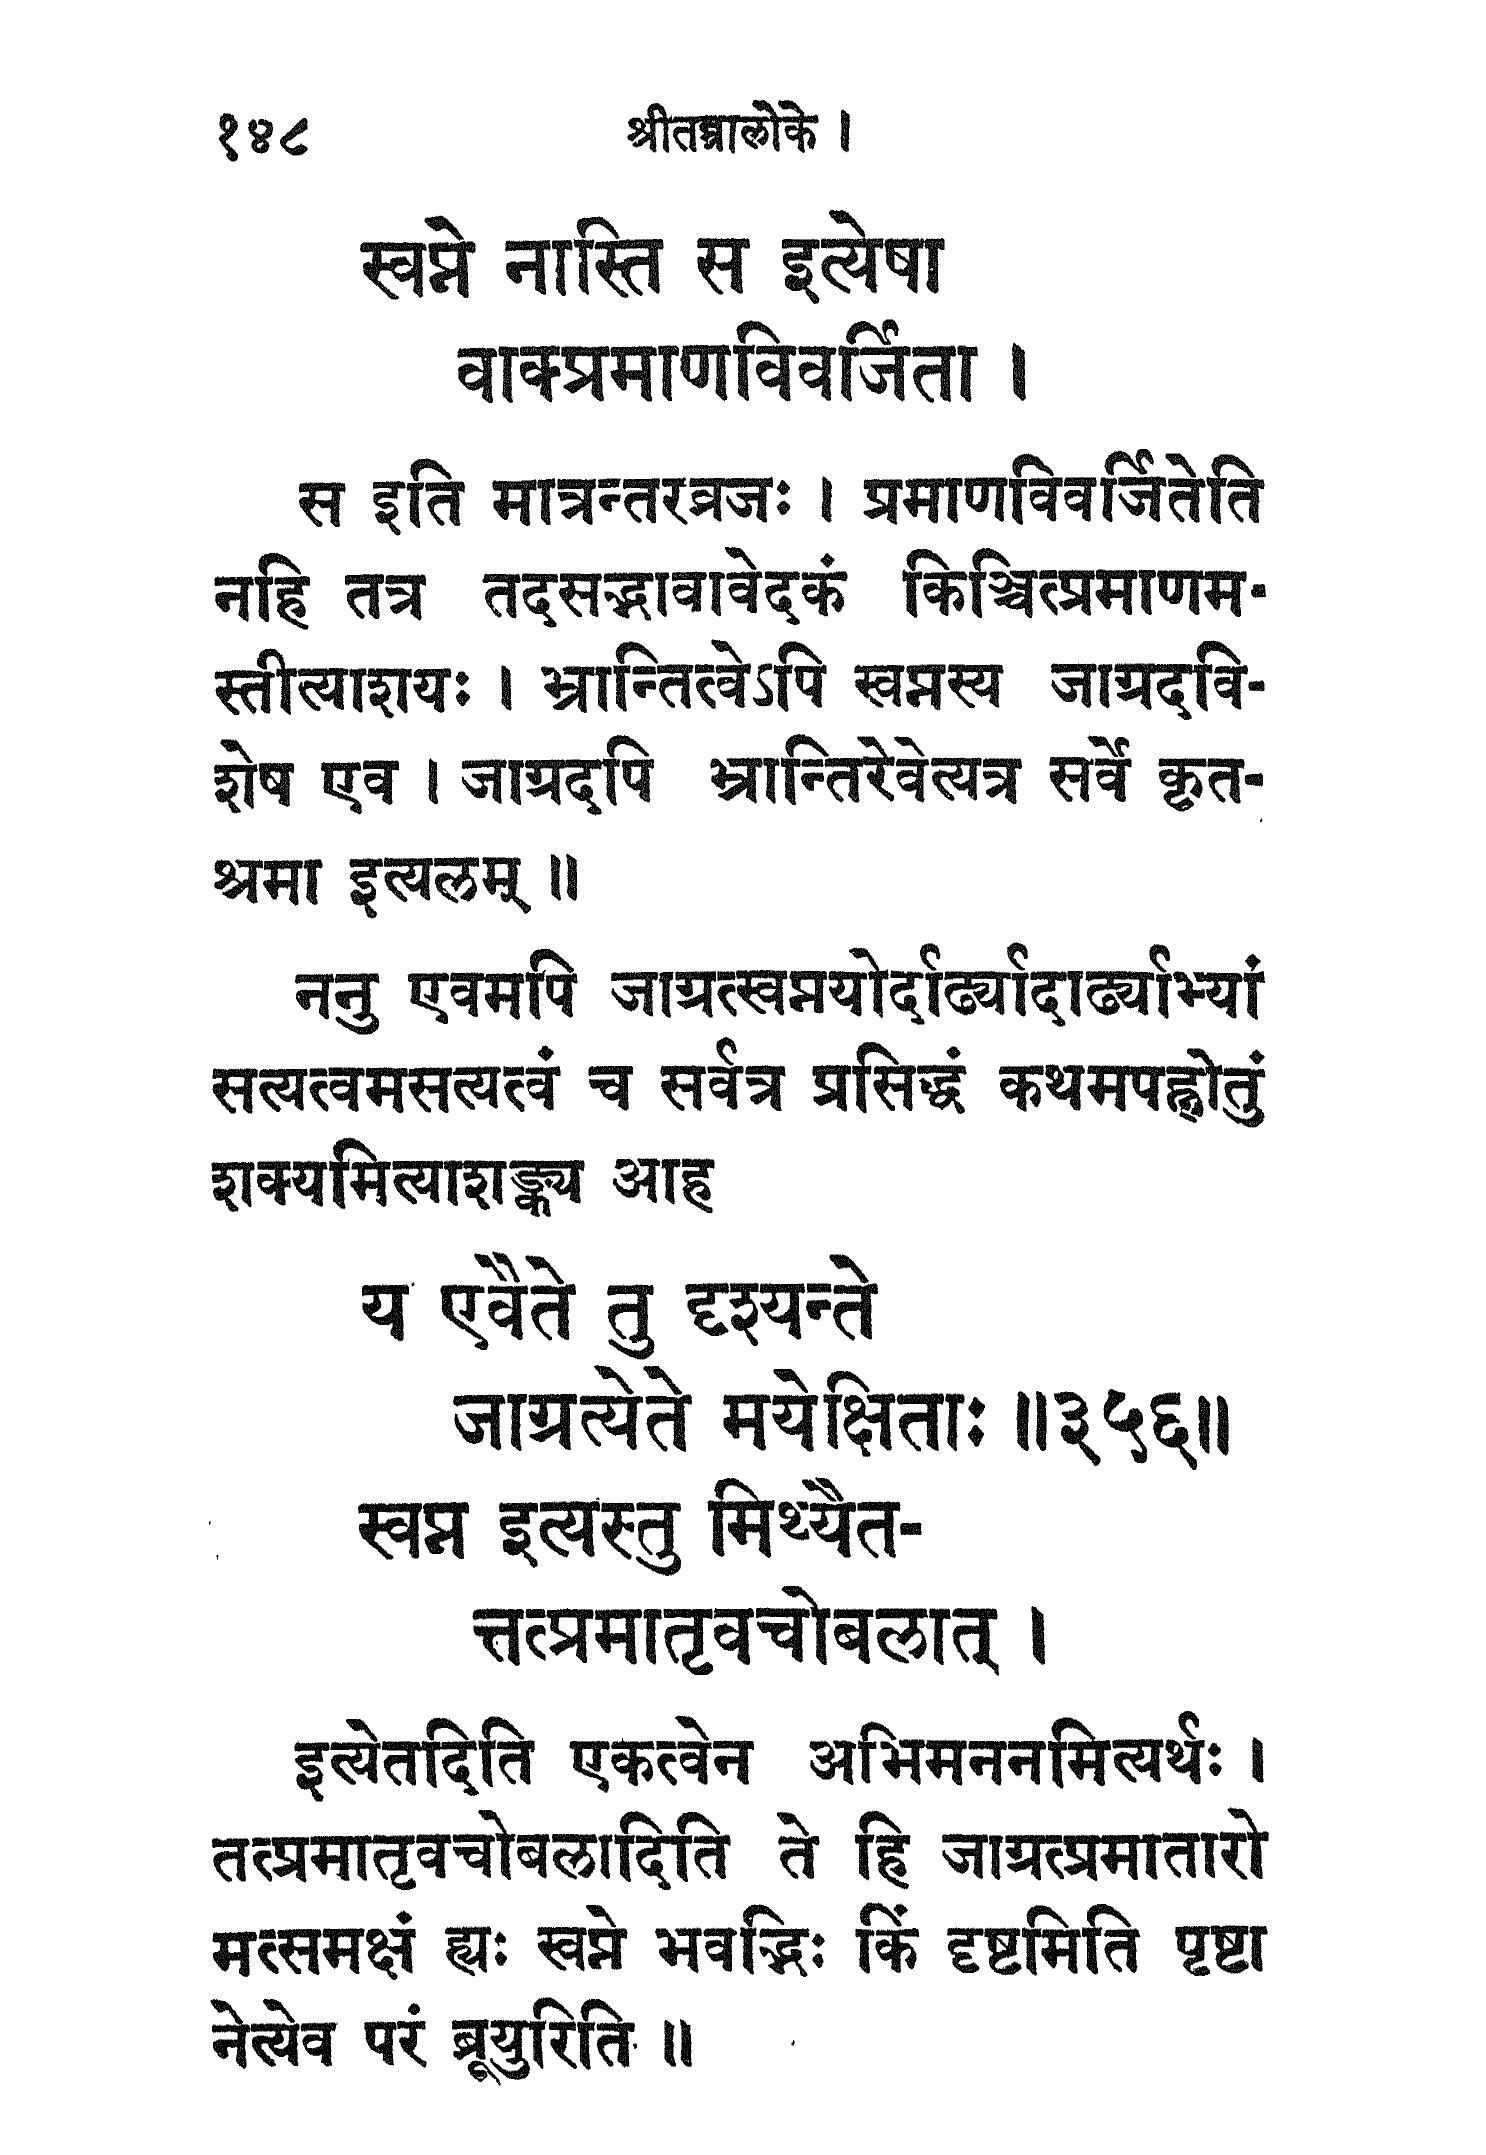 १४८ श्रीतन्त्रालोके ।
स्वप्ने नास्ति स इत्येषा
वाक्प्रमाणविवर्जिता ।
स इति मात्रन्तरव्रजः । प्रमाणविवर्जितेति
नहि तत्र तदसद्भावावेदकं किञ्चित्प्रमाणम-
स्तीत्याशयः । भ्रान्तित्वेऽपि स्वप्नस्य जाग्रदवि-
शेष एव । जाग्रदपि भ्रान्तिरेवेत्यत्र सर्वे कृत-
श्रमा इत्यलम् ॥
ननु एवमपि जाग्रत्स्वप्नयोर्दार्ढ्यादार्ढ्याभ्यां
सत्यत्वमसत्यत्वं च सर्वत्र प्रसिद्धं कथमपह्नोतुं
शक्यमित्याशङ्क्य आह
य एवैते तु दृश्यन्ते
जाग्रत्येते मयेक्षिताः ॥३५६॥
स्वप्न इत्यस्तु मिथ्यैत-
त्तत्प्रमातृवचोबलात् ।
इत्येतदिति एकत्वेन अभिमननमित्यर्थः ।
तत्प्रमातृवचोबलादिति ते हि जाग्रत्प्रमातारो
मत्समक्षं ह्यः स्वप्ने भवद्भिः किं दृष्टमिति पृष्टा
नेत्येव परं ब्रूयुरिति ॥